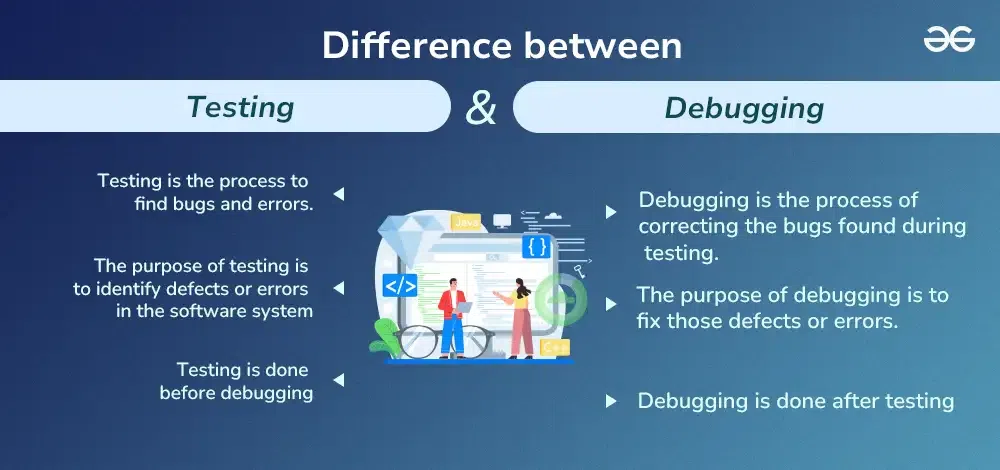 Difference between
Testing
&
Debugging
Testing is the process to
find bugs and errors.
The purpose of testing is
to identify defects or errors
in the software system
Testing is done
before debugging
Java
{ }
</>
C++
Debugging is the process of
correcting the bugs found during
testing.
The purpose of debugging is to
fix those defects or errors.
Debugging is done after testing